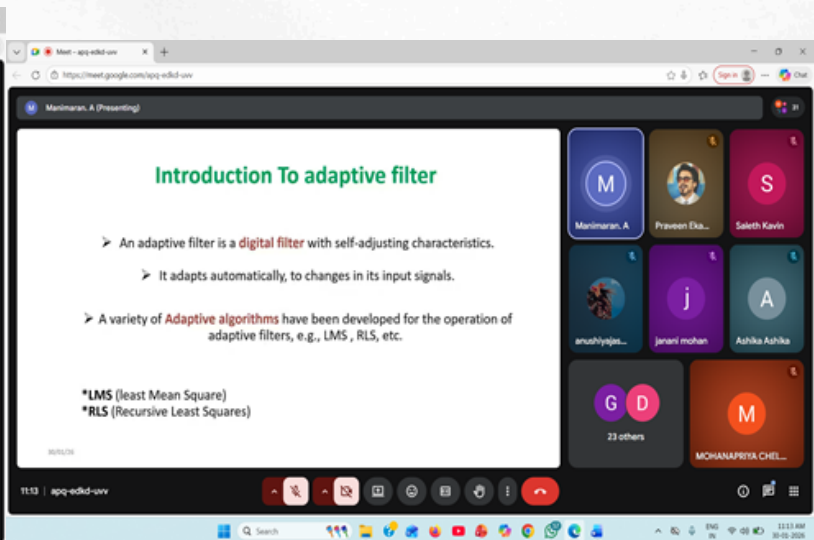 Meet - apq-edkd-uvv
https://meet.google.com/apq-edkd-uvv
Sign in
Chat
M Manimaran. A (Presenting)
31
Introduction To adaptive filter
➤ An adaptive filter is a digital filter with self-adjusting characteristics.
➤ It adapts automatically, to changes in its input signals.
➤ A variety of Adaptive algorithms have been developed for the operation of
adaptive filters, e.g., LMS , RLS, etc.
*LMS (least Mean Square)
*RLS (Recursive Least Squares)
30/01/26
M
Manimaran. A
Praveen Eka...
S
Saleth Kavin
anushiyajas...
j
janani mohan
A
Ashika Ashika
G D
23 others
M
MOHANAPRIYA CHEL...
11:13 | apq-edkd-uvv
Search
ENG
IN
11:13 AM
30-01-2026